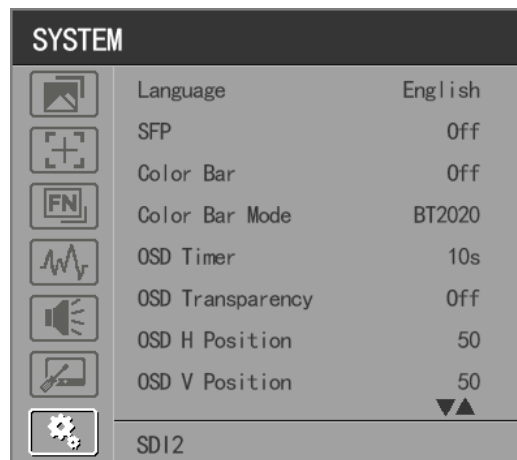 SYSTEM
Language English
SFP Off
Color Bar Off
FN
Color Bar Mode BT2020
OSD Timer 10s
OSD Transparency Off
OSD H Position 50
OSD V Position 50
SDI2